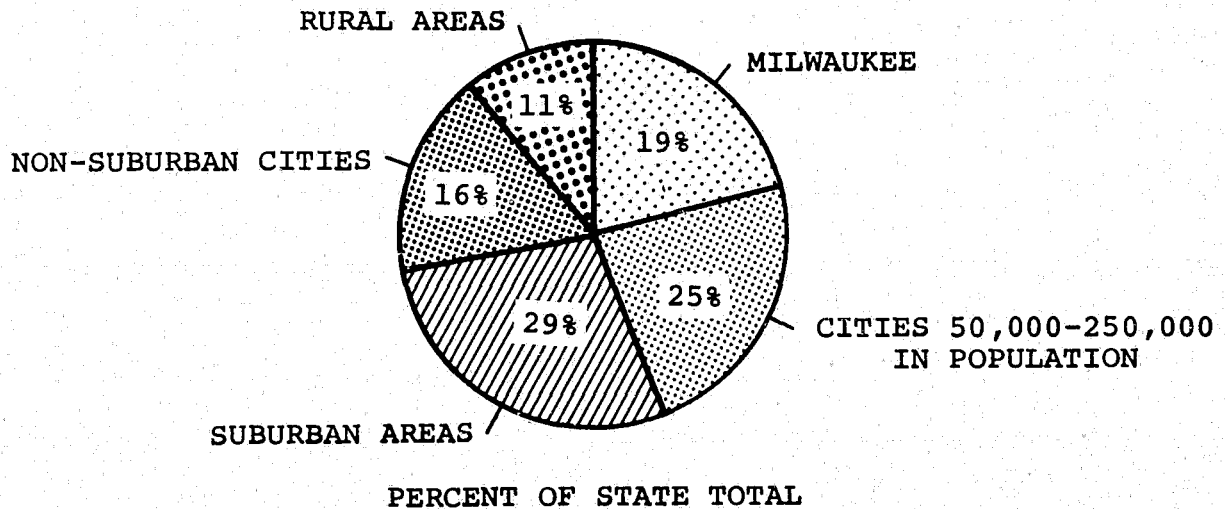 RURAL AREAS
MILWAUKEE
11%
19%
NON-SUBURBAN CITIES
16%
25%
29%
CITIES 50,000-250,000
IN POPULATION
SUBURBAN AREAS
PERCENT OF STATE TOTAL